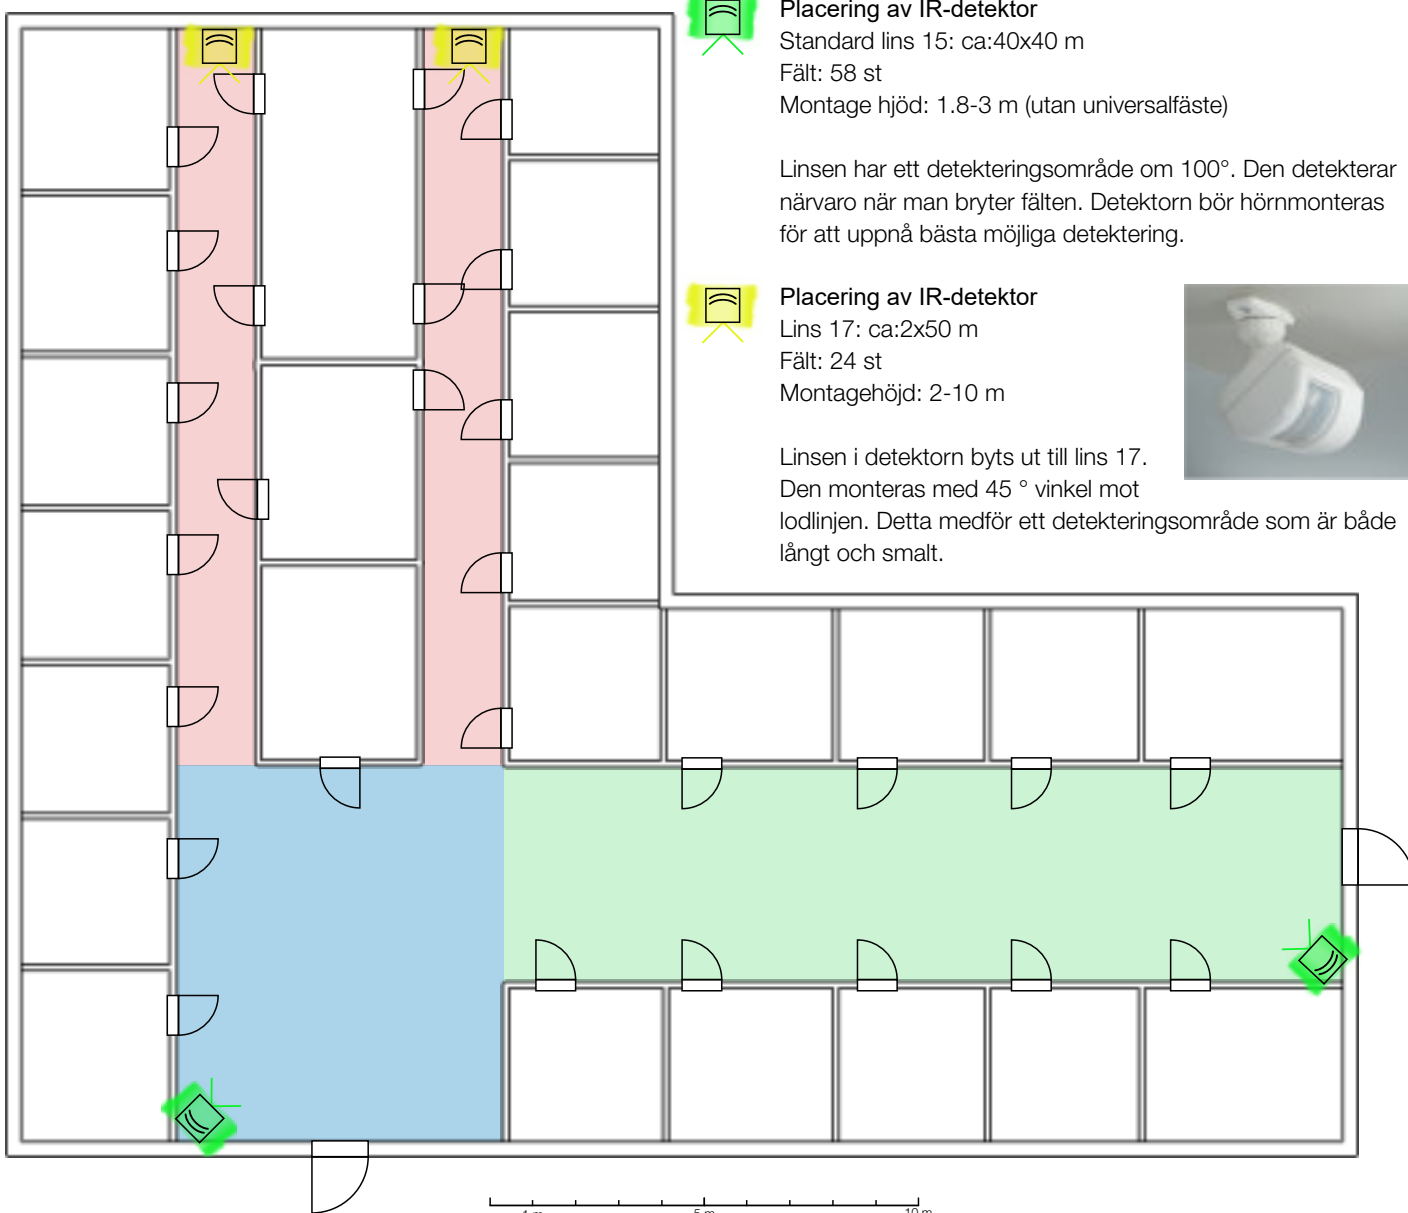 Placering av IR-detektor
Standard lins 15: ca:40x40 m
Fält: 58 st
Montage hjöd: 1.8-3 m (utan universalfäste)
Linsen har ett detekteringsområde om 100°. Den detekterar
närvaro när man bryter fälten. Detektorn bör hörnmonteras
för att uppnå bästa möjliga detektering.
Placering av IR-detektor
Lins 17: ca:2x50 m
Fält: 24 st
Montagehöjd: 2-10 m
Linsen i detektorn byts ut till lins 17.
Den monteras med 45 ° vinkel mot
lodlinjen. Detta medför ett detekteringsområde som är både
långt och smalt.
1 m 5 m 10 m